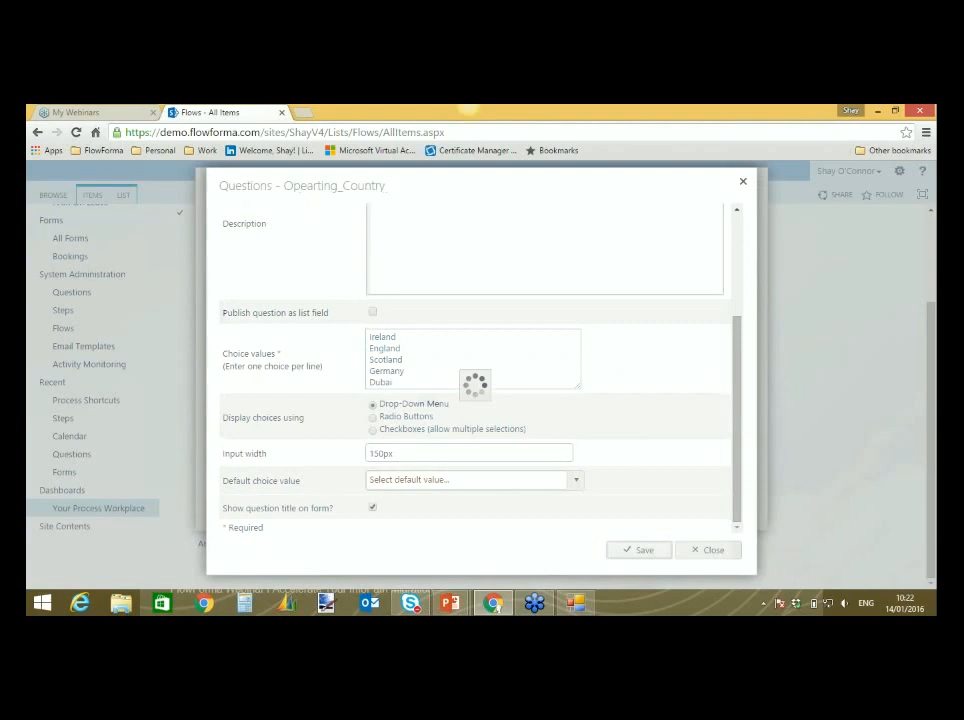 My Webinars
Flows - All Items
Shay
https://demo.flowforma.com/sites/ShayV4/Lists/Flows/AllItems.aspx
Apps FlowForma Personal Work Welcome, Shay! | Li... Microsoft Virtual Ac... Certificate Manager ... Bookmarks Other bookmarks
Shay O'Connor
BROWSE ITEMS LIST
SHARE FOLLOW
Forms
All Forms
Bookings
System Administration
Questions
Steps
Flows
Email Templates
Activity Monitoring
Recent
Process Shortcuts
Steps
Calendar
Questions
Forms
Dashboards
Your Process Workplace
Site Contents
Questions - Opearting_Country
Description
Publish question as list field
Choice values *
(Enter one choice per line)
Ireland
England
Scotland
Germany
Dubai
Display choices using
Drop-Down Menu
Radio Buttons
Checkboxes (allow multiple selections)
Input width
150px
Default choice value
Select default value...
Show question title on form?
* Required
Save
Close
ENG
10:22
14/01/2016